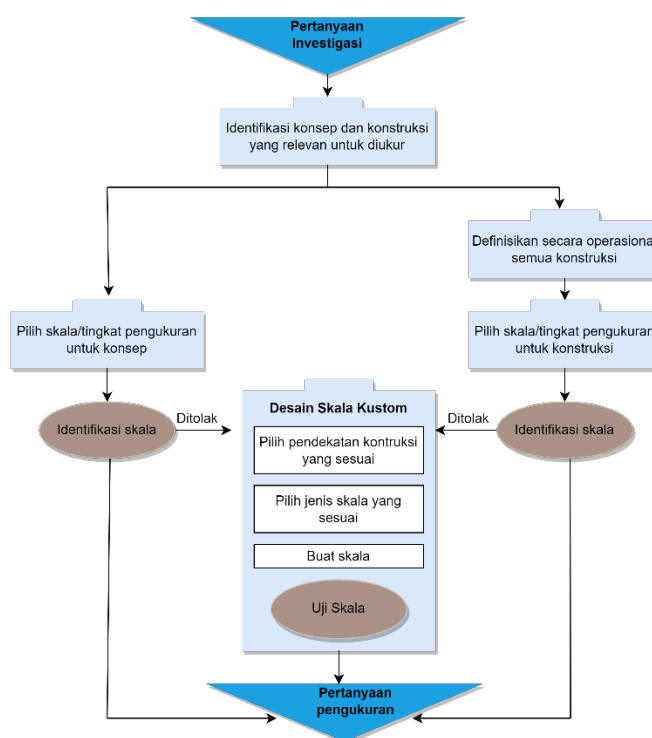 Pertanyaan
Investigasi
Identifikasi konsep dan konstruksi
yang relevan untuk diukur
Definisikan secara operasiona
semua konstruksi
Pilih skala/tingkat pengukuran
untuk konsep
Pilih skala/tingkat pengukuran
untuk konstruksi
Identifikasi skala
Ditolak
Desain Skala Kustom
Ditolak
Identifikasi skala
Pilih pendekatan kontruksi
yang sesuai
Pilih jenis skala yang
sesuai
Buat skala
Uji Skala
Pertanyaan
pengukuran